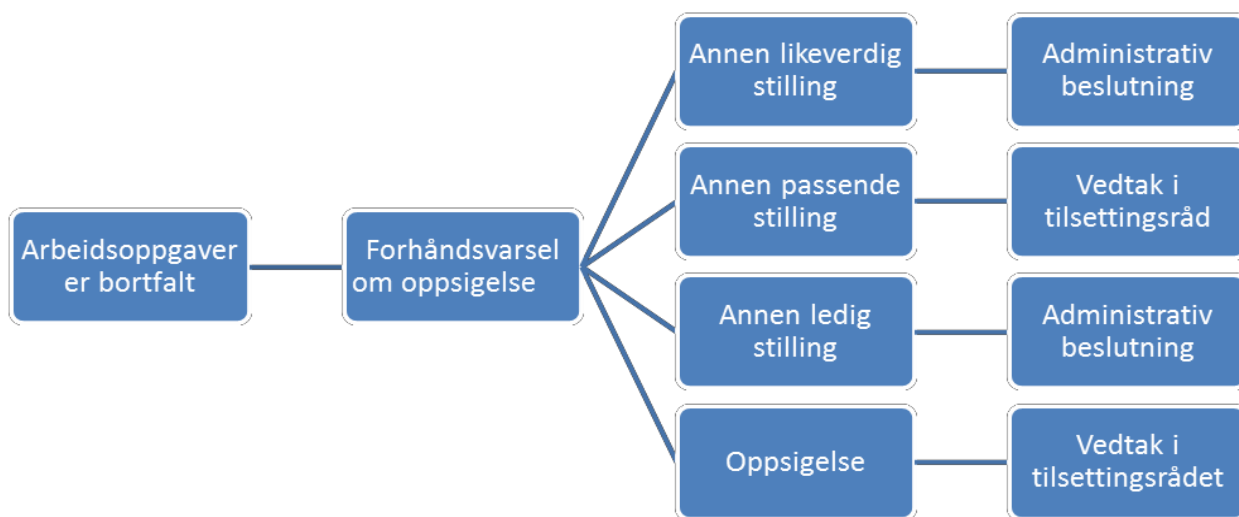 Arbeidsoppgaver
er bortfalt
Forhåndsvarsel
om oppsigelse
Annen likeverdig
stilling
Administrativ
beslutning
Annen passende
stilling
Vedtak i
tilsettingsråd
Annen ledig
stilling
Administrativ
beslutning
Oppsigelse
Vedtak i
tilsettingsrådet